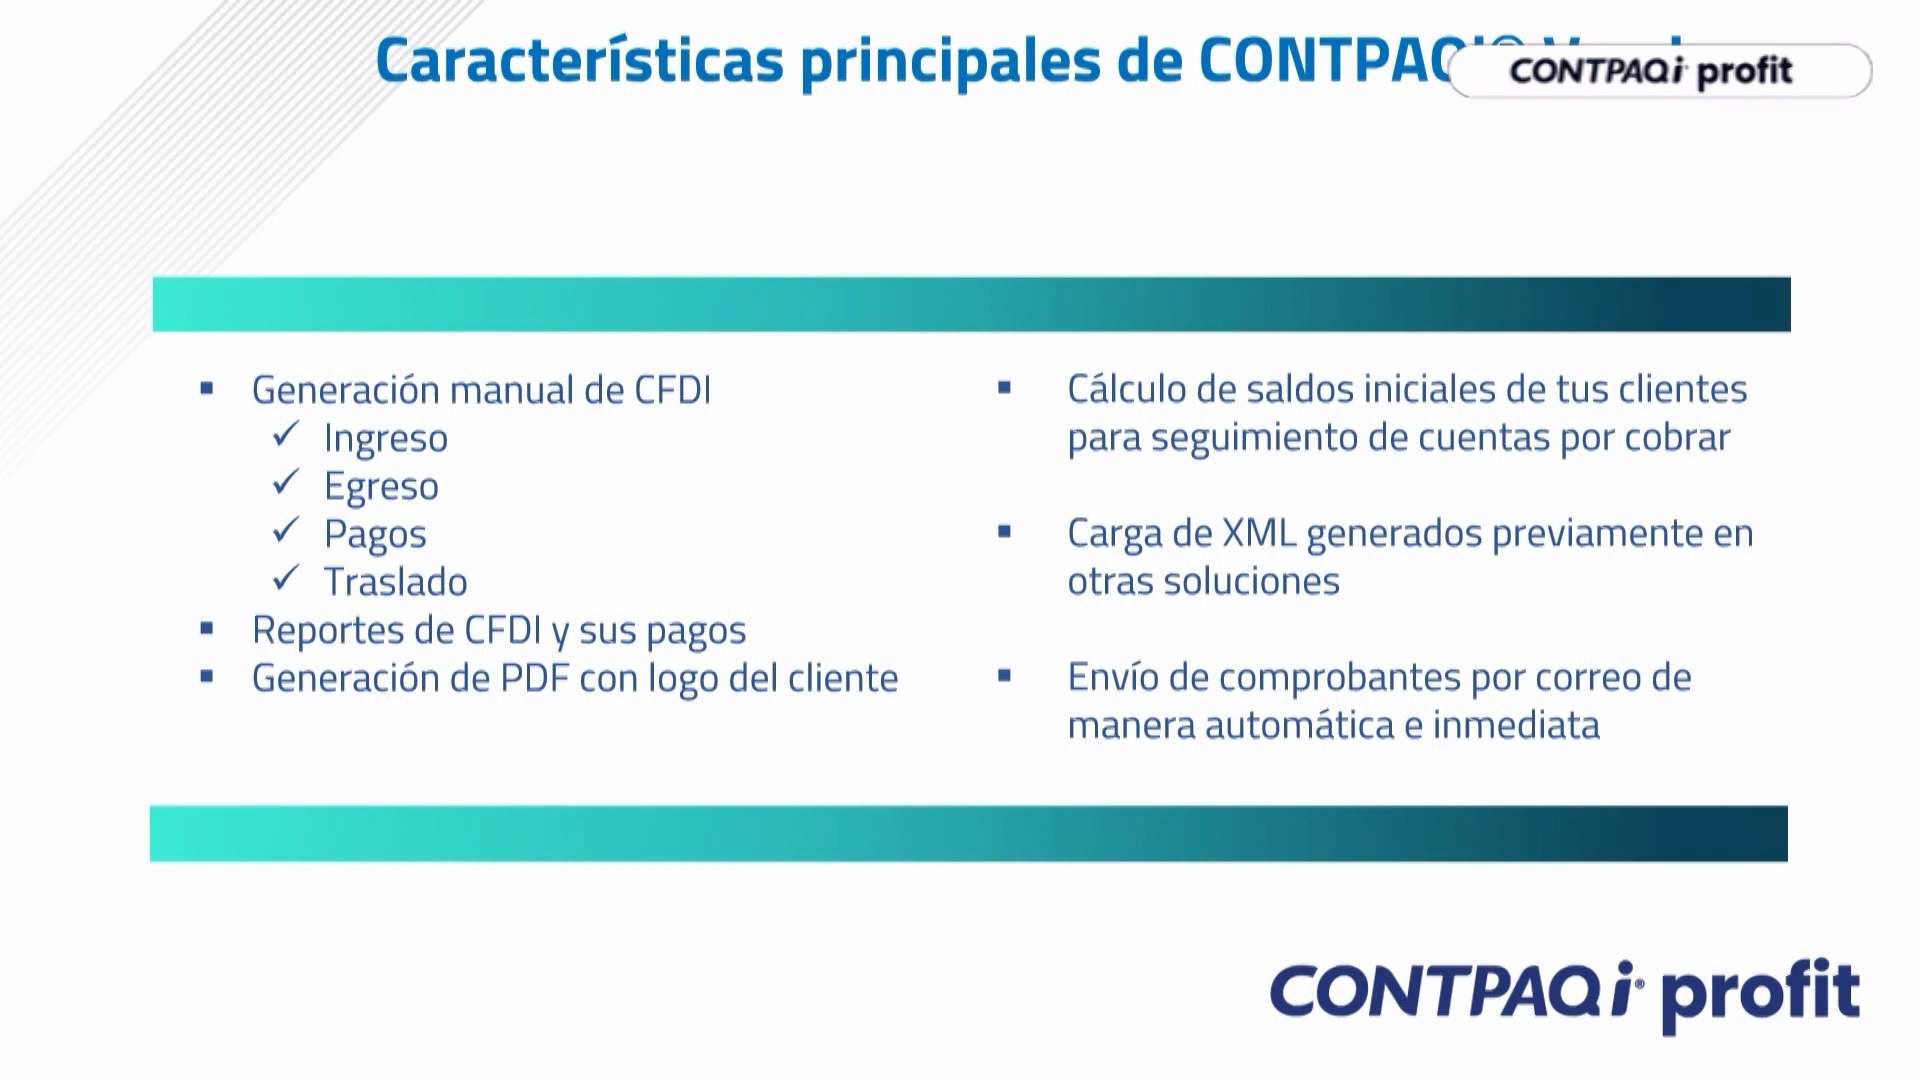 Características principales de CONTPAQi®
CONTPAQi profit
Generación manual de CFDI
✓ Ingreso
✓ Egreso
✓ Pagos
✓ Traslado
Reportes de CFDI y sus pagos
Generación de PDF con logo del cliente
Cálculo de saldos iniciales de tus clientes
para seguimiento de cuentas por cobrar
Carga de XML generados previamente en
otras soluciones
Envío de comprobantes por correo de
manera automática e inmediata
CONTPAQi® profit